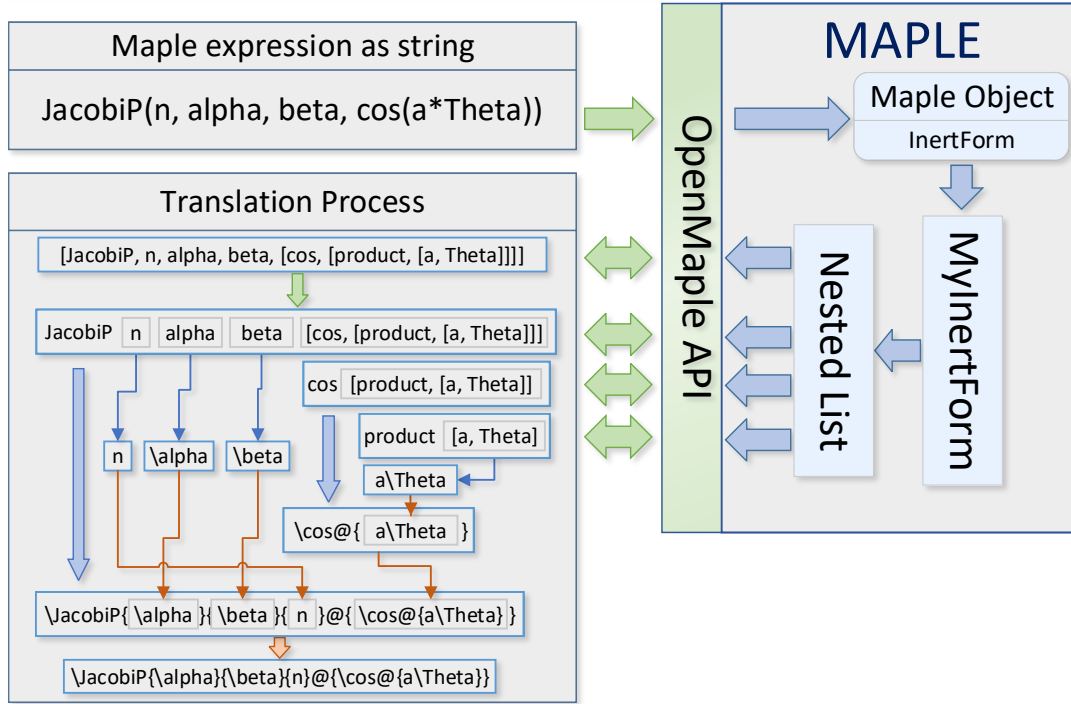 Maple expression as string
JacobiP(n, alpha, beta, cos(a*Theta))
Translation Process
[JacobiP, n, alpha, beta, [cos, [product, [a, Theta]]]]
JacobiP n alpha beta [cos, [product, [a, Theta]]]
cos [product, [a, Theta]]
product [a, Theta]
n \alpha \beta
a\Theta
\cos@{ a\Theta }
\JacobiP{ \alpha }{ \beta }{ n }@{ \cos@{a\Theta} }
\JacobiP{\alpha}{\beta}{n}@{\cos@{a\Theta}}
OpenMaple API
MAPLE
Maple Object
InertForm
MyInertForm
Nested List